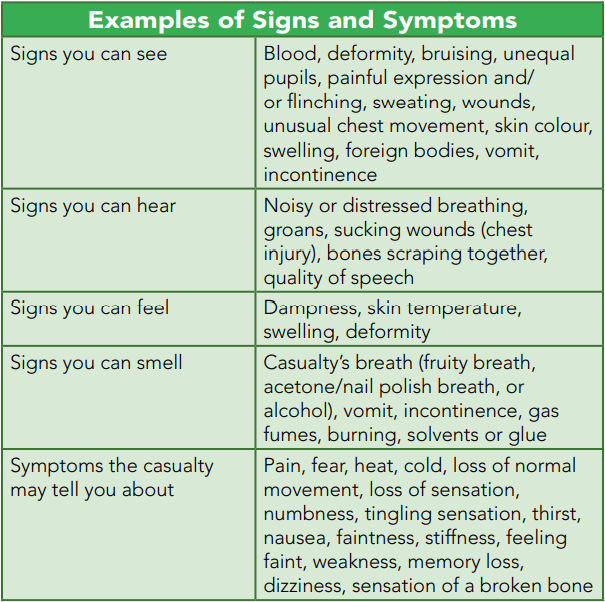 Examples of Signs and Symptoms
Signs you can see
Blood, deformity, bruising, unequal
pupils, painful expression and/
or flinching, sweating, wounds,
unusual chest movement, skin colour,
swelling, foreign bodies, vomit,
incontinence
Signs you can hear
Noisy or distressed breathing,
groans, sucking wounds (chest
injury), bones scraping together,
quality of speech
Signs you can feel
Dampness, skin temperature,
swelling, deformity
Signs you can smell
Casualty’s breath (fruity breath,
acetone/nail polish breath, or
alcohol), vomit, incontinence, gas
fumes, burning, solvents or glue
Symptoms the casualty
may tell you about
Pain, fear, heat, cold, loss of normal
movement, loss of sensation,
numbness, tingling sensation, thirst,
nausea, faintness, stiffness, feeling
faint, weakness, memory loss,
dizziness, sensation of a broken bone